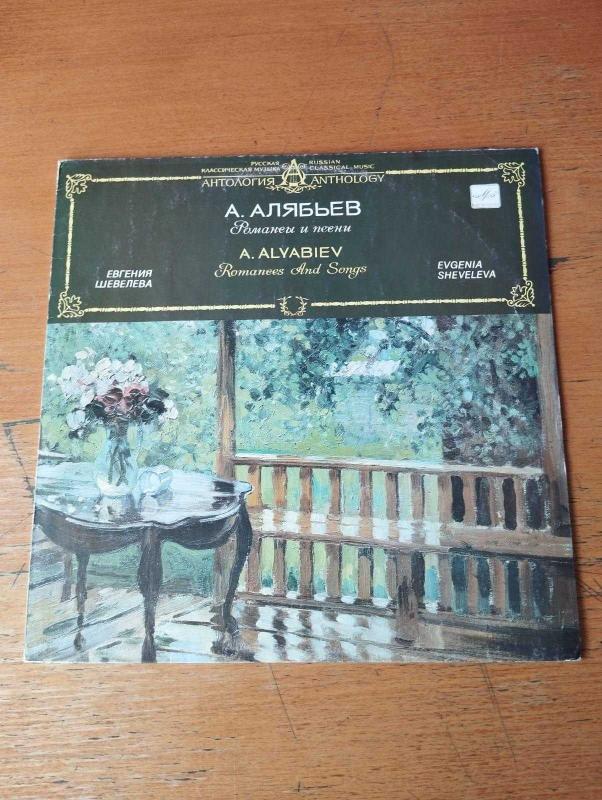 РУССКАЯ КЛАССИЧЕСКАЯ МУЗЫКА
RUSSIAN CLASSICAL MUSIC
АНТОЛОГИЯ ANTHOLOGY
А. АЛЯБЬЕВ
Романсы и песни
A. ALYABIEV
Romances And Songs
ЕВГЕНИЯ
ШЕВЕЛЕВА
EVGENIA
SHEVELEVA